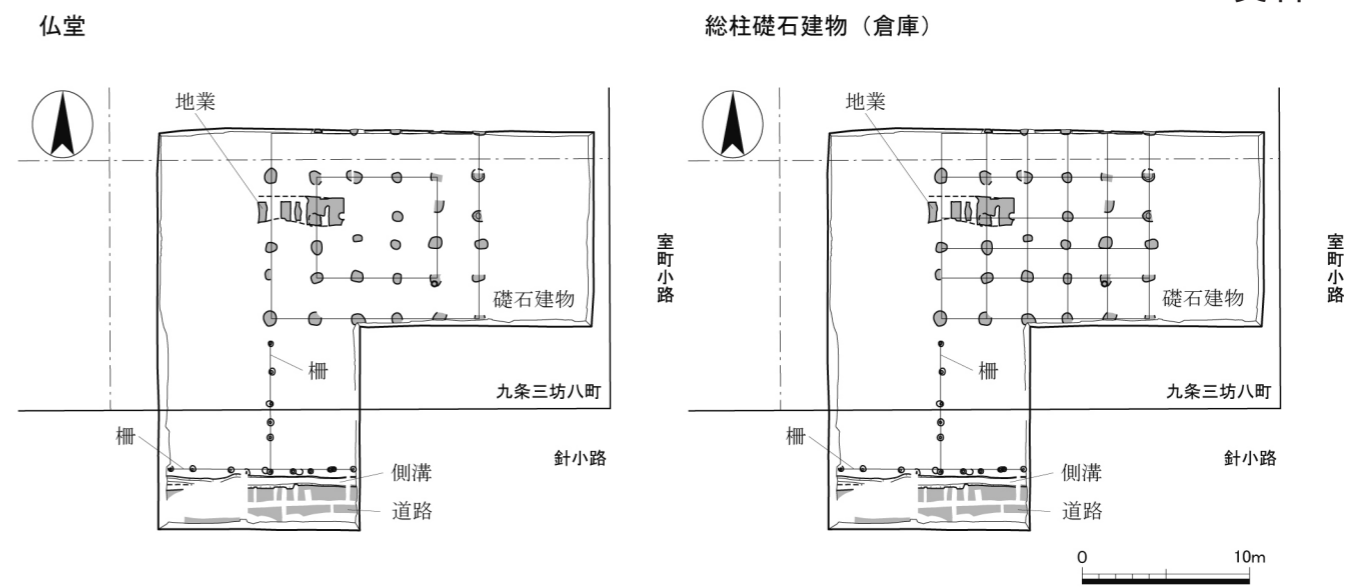 仏堂
総柱礎石建物（倉庫）
地業
礎石建物
柵
柵
側溝
道路
九条三坊八町
針小路
室町小路
地業
礎石建物
柵
柵
側溝
道路
九条三坊八町
針小路
室町小路
0 10m